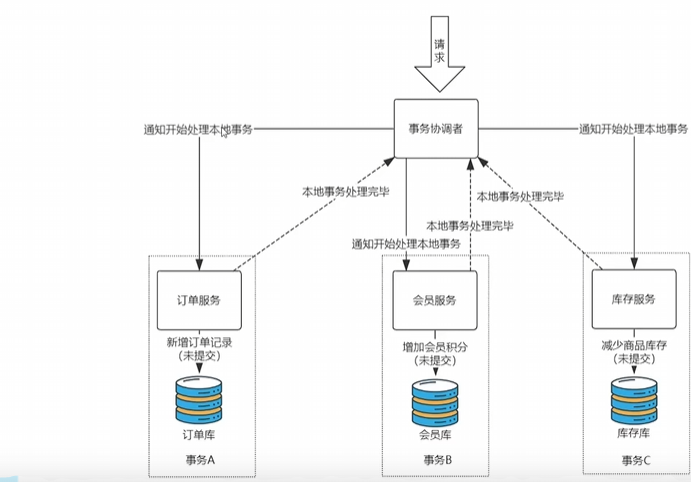 请
求
通知开始处理本地事务
事务协调者
通知开始处理本地事务
本地事务处理完毕
本地事务处理完毕
本地事务处理完毕
通知开始处理本地事务
订单服务
会员服务
库存服务
新增订单记录
（未提交）
增加会员积分
（未提交）
减少商品库存
（未提交）
订单库
会员库
库存库
事务A
事务B
事务C